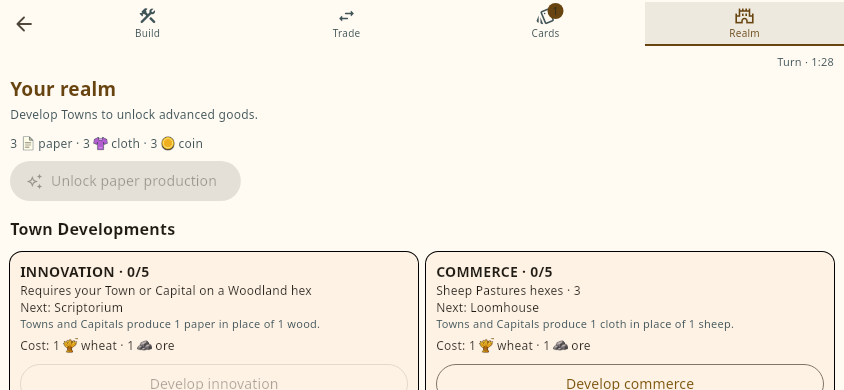 Build
Trade
Cards
Realm
Turn · 1:28
Your realm
Develop Towns to unlock advanced goods.
3 paper · 3 cloth · 3 coin
Unlock paper production
Town Developments
INNOVATION · 0/5
Requires your Town or Capital on a Woodland hex
Next: Scriptorium
Towns and Capitals produce 1 paper in place of 1 wood.
Cost: 1 wheat · 1 ore
Develop innovation
COMMERCE · 0/5
Sheep Pastures hexes · 3
Next: Loomhouse
Towns and Capitals produce 1 cloth in place of 1 sheep.
Cost: 1 wheat · 1 ore
Develop commerce